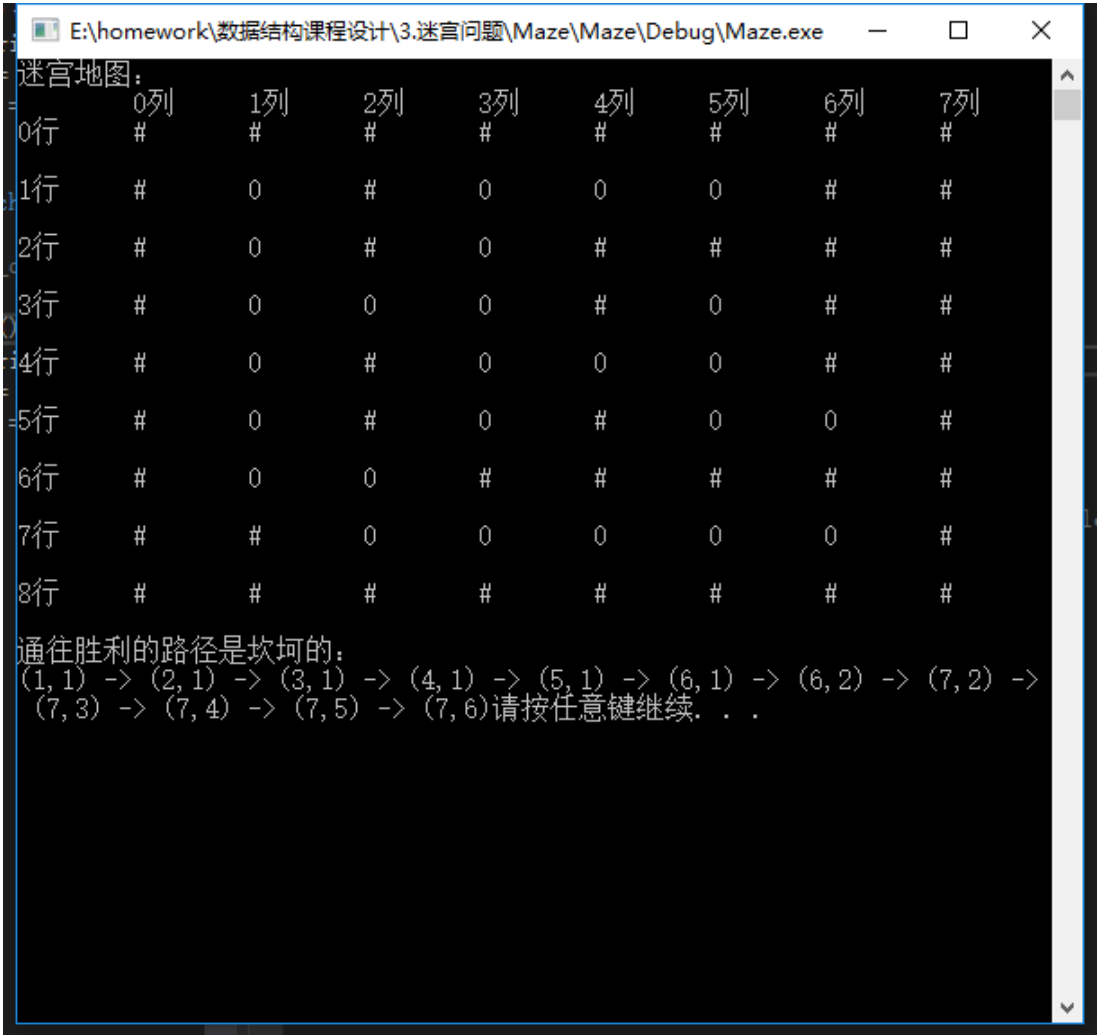 E:\homework\数据结构课程设计\3.迷宫问题\Maze\Maze\Debug\Maze.exe
迷宫地图:
0列 1列 2列 3列 4列 5列 6列 7列
0行 # # # # # # # #
1行 # 0 # 0 0 0 # #
2行 # 0 # 0 # # # #
3行 # 0 0 0 # 0 # #
4行 # 0 # 0 0 0 # #
5行 # 0 # 0 # 0 0 #
6行 # 0 0 # # # # #
7行 # # 0 0 0 0 0 #
8行 # # # # # # # #
通往胜利的路径是坎坷的:
(1,1) -> (2,1) -> (3,1) -> (4,1) -> (5,1) -> (6,1) -> (6,2) -> (7,2) ->
(7,3) -> (7,4) -> (7,5) -> (7,6)请按任意键继续. . .